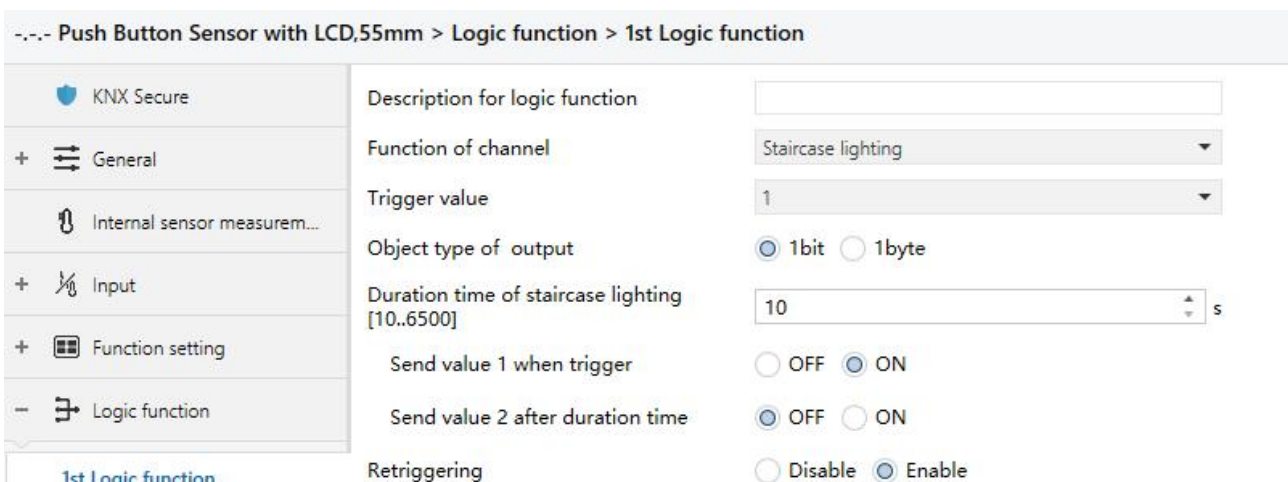 -.-.- Push Button Sensor with LCD,55mm > Logic function > 1st Logic function
KNX Secure
+ General
Internal sensor measurem...
+ Input
+ Function setting
- Logic function
1st Logic function
Description for logic function
Function of channel Staircase lighting
Trigger value 1
Object type of output 1bit 1byte
Duration time of staircase lighting
[10..6500] 10 s
Send value 1 when trigger OFF ON
Send value 2 after duration time OFF ON
Retriggering Disable Enable